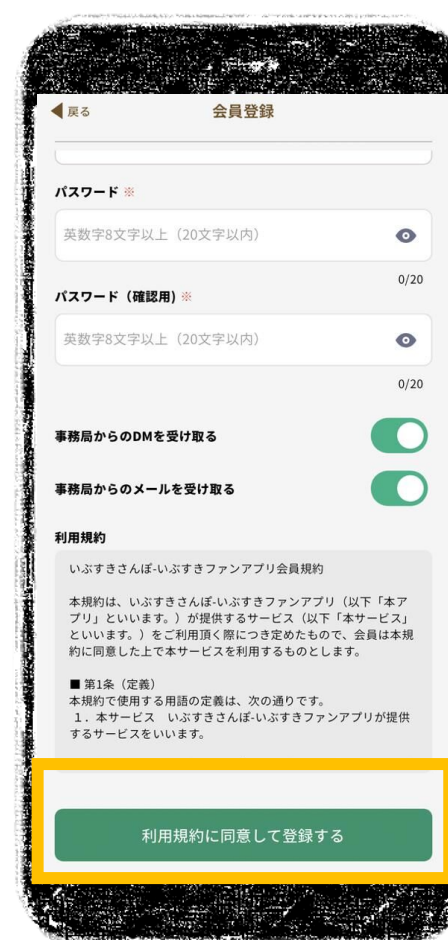 戻る
会員登録
パスワード ※
英数字8文字以上（20文字以内）
0/20
パスワード（確認用) ※
英数字8文字以上（20文字以内）
0/20
事務局からのDMを受け取る
事務局からのメールを受け取る
利用規約
いぶすきさんぽ-いぶすきファンアプリ会員規約
本規約は、いぶすきさんぽ-いぶすきファンアプリ（以下「本ア
プリ」といいます。）が提供するサービス（以下「本サービス」
といいます。）をご利用頂く際につき定めたもので、会員は本規
約に同意した上で本サービスを利用するものとします。
■ 第1条（定義）
本規約で使用する用語の定義は、次の通りです。
１．本サービス　いぶすきさんぽ-いぶすきファンアプリが提供
するサービスをいいます。
利用規約に同意して登録する